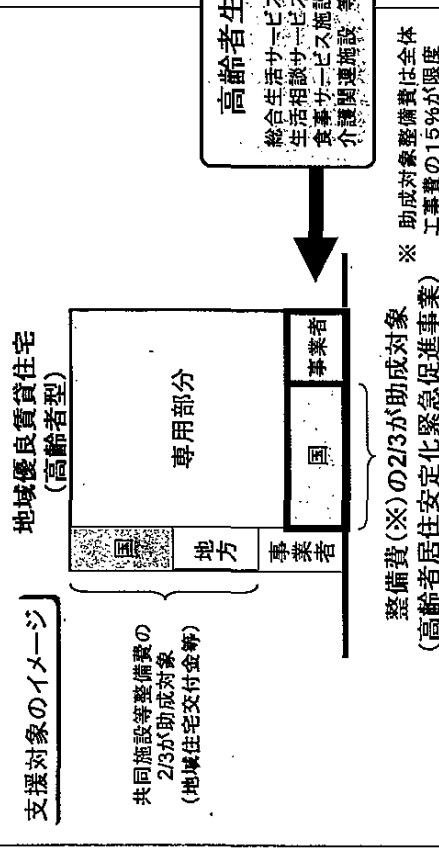 支援対象のイメージ
地域優良賃貸住宅
(高齢者型)
共同施設等整備費の
2/3が助成対象
(地域住宅交付金等)
国
地方
事業者
専用部分
国
事業者
整備費(※)の2/3が助成対象
(高齢者居住安定化緊急促進事業)
高齢者生
総合生活サービス
生活相談サービス
食事サービス施設
介護関連施設 等
※ 助成対象整備費は全体
工事費の15%が限度